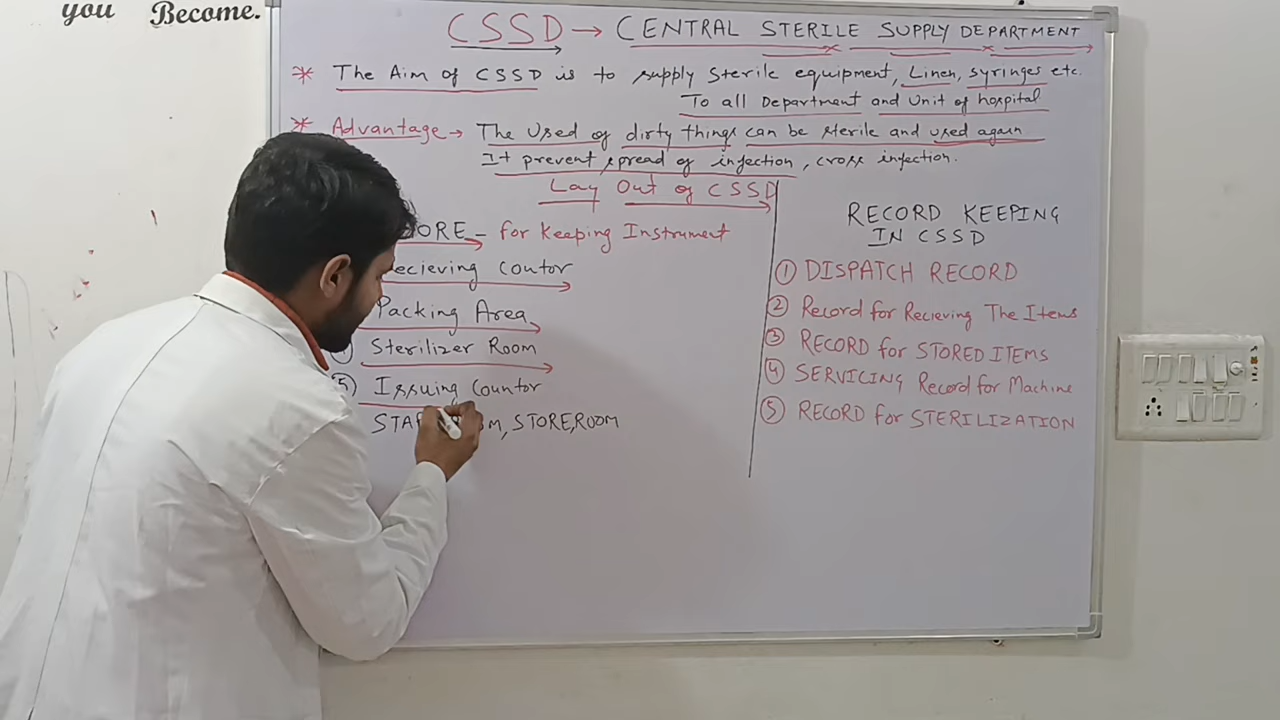 you Become.
CSSD → CENTRAL STERILE SUPPLY DEPARTMENT
* The Aim of CSSD is to supply Sterile equipment, Linen, syringes etc.
To all Department and Unit of hospital
* Advantage → The Used of dirty things can be sterile and used again
It prevent spread of infection, cross infection.
Lay Out of CSSD
ORE - for Keeping Instrument
ecieving Contor
Packing Area
Sterilizer Room
5) Issuing Countor
STORE, ROOM
RECORD KEEPING
IN CSSD
① DISPATCH RECORD
② Record for Recieving The Items
③ RECORD for STORED ITEMS
④ SERVICING Record for Machine
⑤ RECORD for STERILIZATION